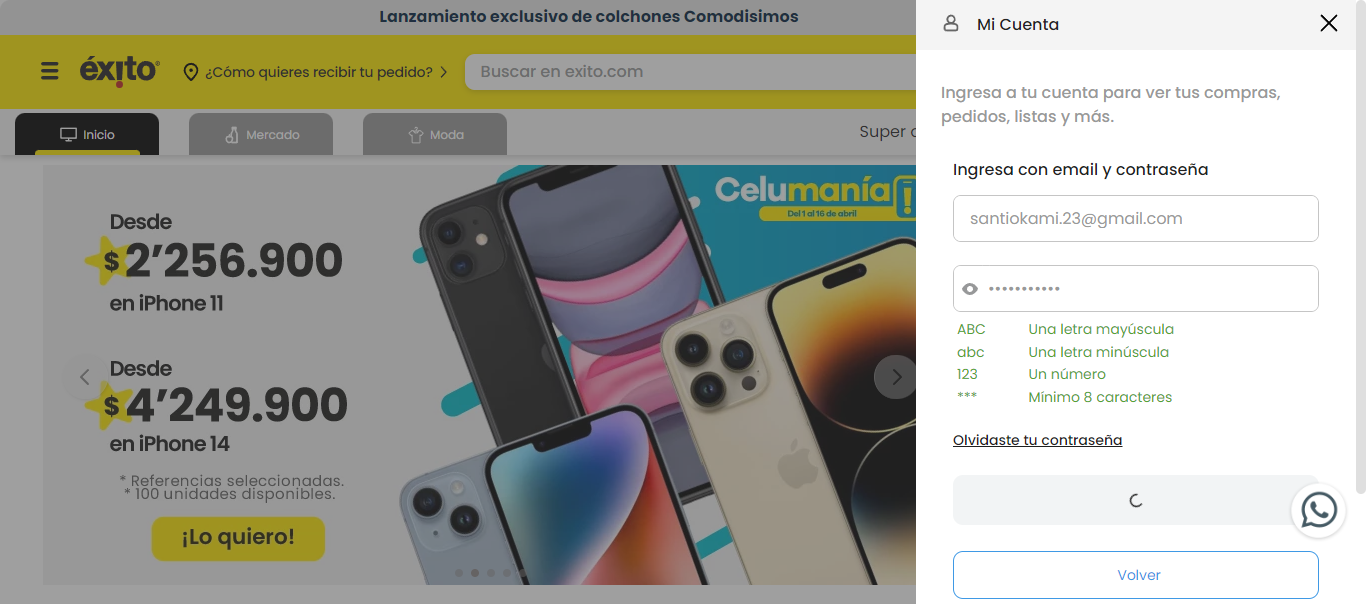 Lanzamiento exclusivo de colchones Comodisimos
éxito
¿Cómo quieres recibir tu pedido?
Buscar en exito.com
Inicio
Mercado
Moda
Super
Desde
$2’256.900
en iPhone 11
Desde
$4’249.900
en iPhone 14
* Referencias seleccionadas.
* 100 unidades disponibles.
¡Lo quiero!
Celumanía
Del 1 al 16 de abril
Mi Cuenta
Ingresa a tu cuenta para ver tus compras,
pedidos, listas y más.
Ingresa con email y contraseña
santiokami.23@gmail.com
•••••••••••
ABC Una letra mayúscula
abc Una letra minúscula
123 Un número
*** Mínimo 8 caracteres
Olvidaste tu contraseña
Volver